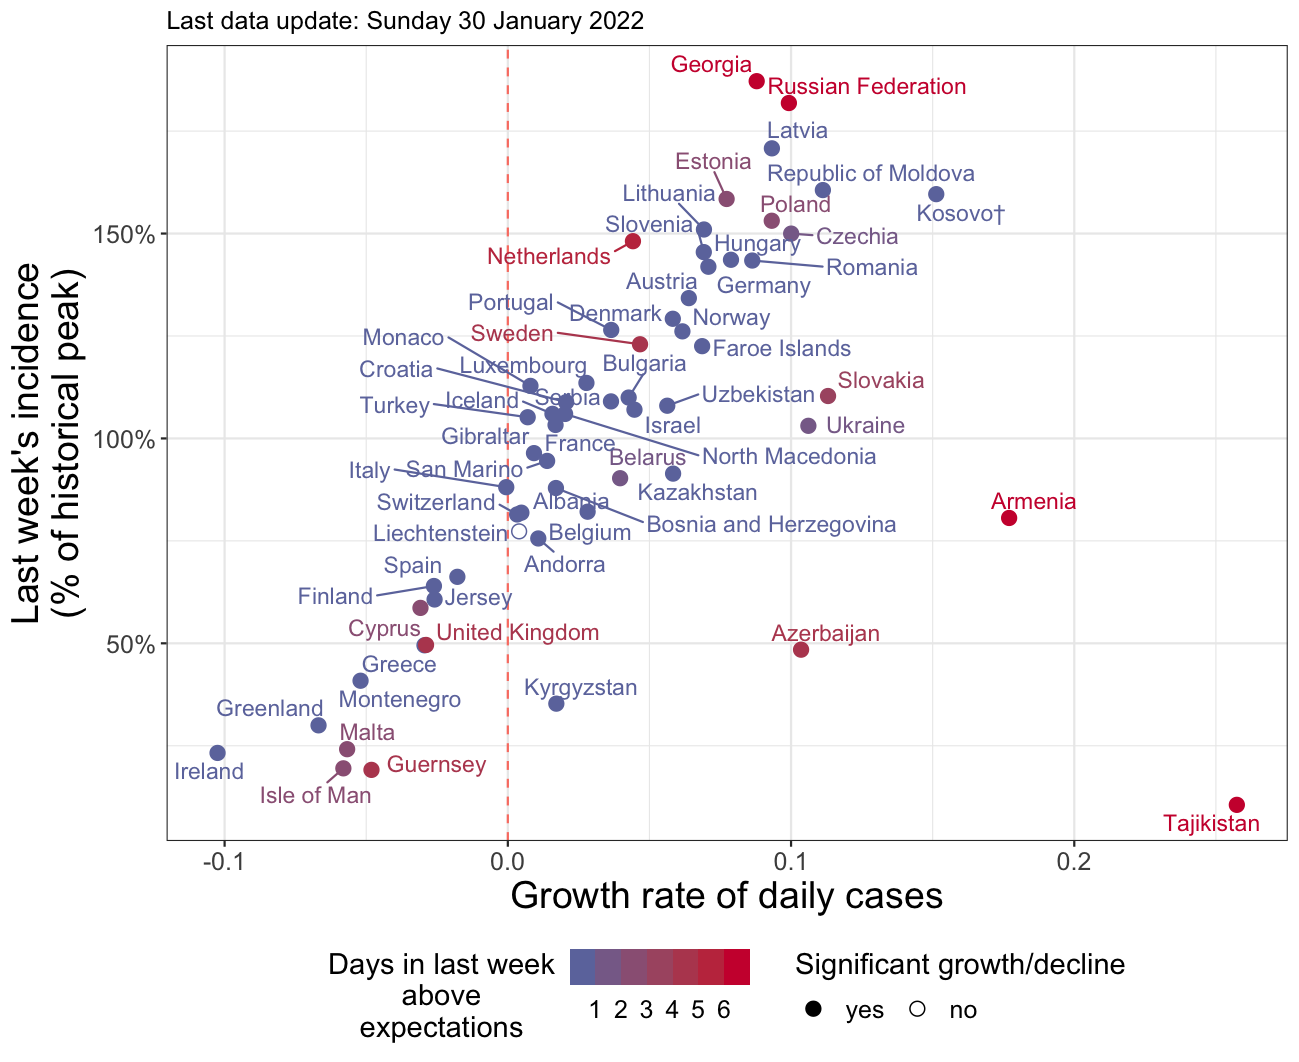 Last data update: Sunday 30 January 2022
Georgia
Russian Federation
Latvia
Estonia
Republic of Moldova
Lithuania
Poland
Kosovo†
Slovenia
150%
Czechia
Hungary
Netherlands
Romania
Austria
Germany
Portugal
Denmark
Norway
Sweden
Monaco
Faroe Islands
Luxembourg
Bulgaria
Croatia
Slovakia
Uzbekistan
Serbia
Iceland
Turkey
Israel
Ukraine
100%
Gibraltar
France
North Macedonia
Belarus
Italy
San Marino
Kazakhstan
Switzerland
Albania
Armenia
Bosnia and Herzegovina
Liechtenstein
Belgium
Andorra
Spain
Finland
Jersey
Cyprus
United Kingdom
Azerbaijan
50%
Greece
Kyrgyzstan
Montenegro
Greenland
Malta
Guernsey
Ireland
Isle of Man
Tajikistan
Last week's incidence
(% of historical peak)
-0.1
0.0
0.1
0.2
Growth rate of daily cases
Days in last week
above
expectations
1 2 3 4 5 6
Significant growth/decline
yes
no